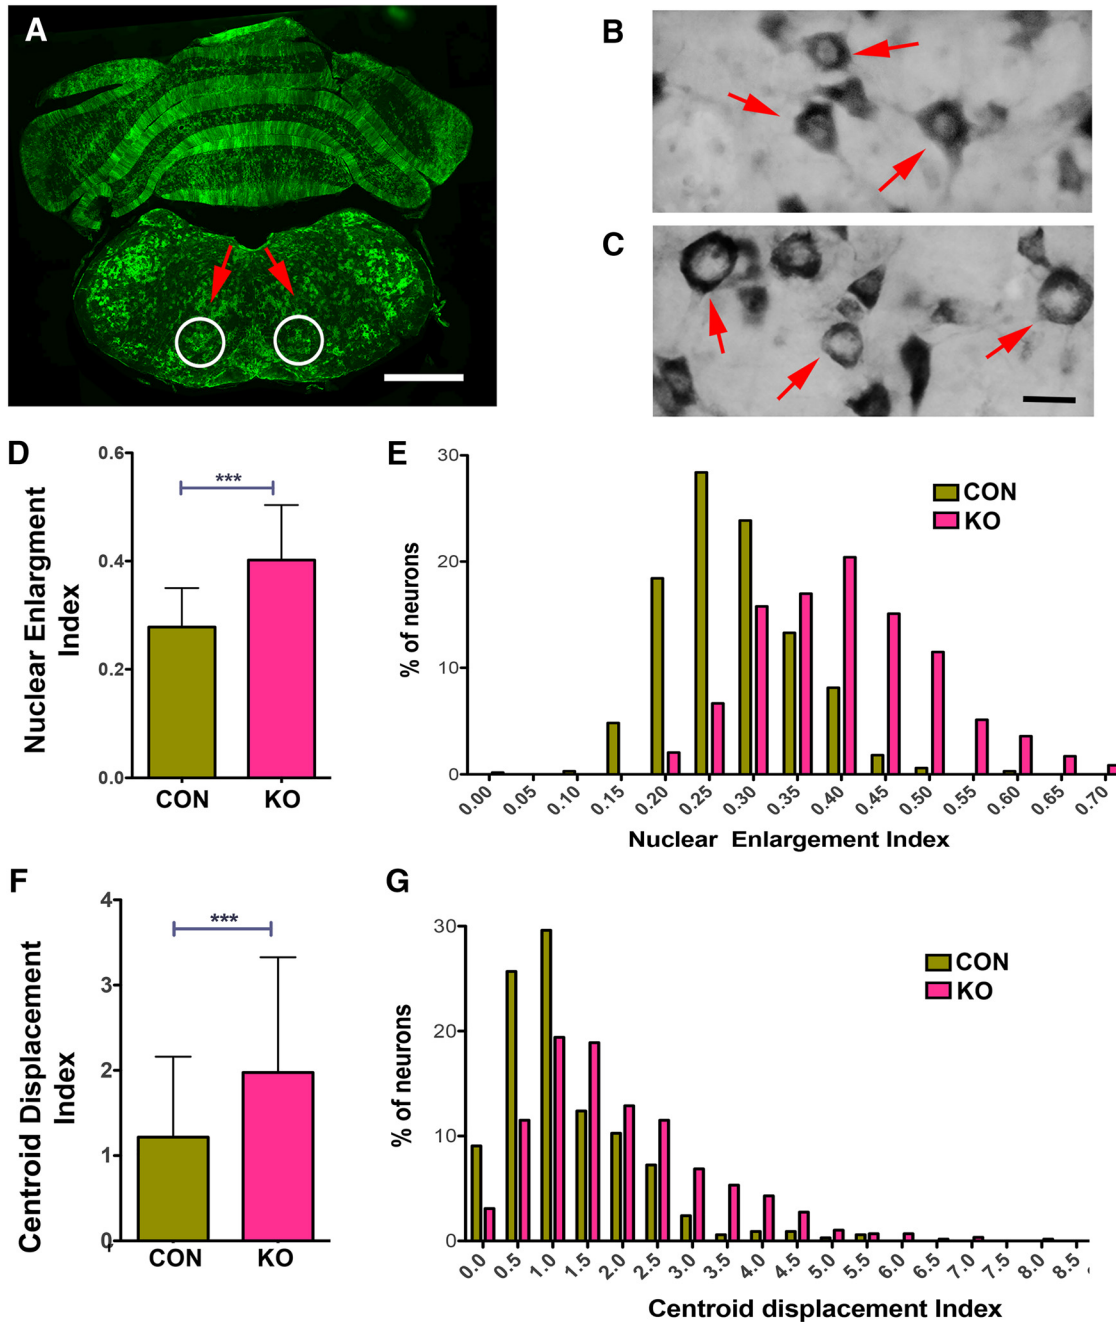 A
B
C
D
Nuclear Enlargment
Index
0.6
0.4
0.2
0.0
***
CON
KO
E
% of neurons
30
20
10
0
CON
KO
0.00
0.05
0.10
0.15
0.20
0.25
0.30
0.35
0.40
0.45
0.50
0.55
0.60
0.65
0.70
Nuclear Enlargement Index
F
Centroid Displacement
Index
4
3
2
1
0
***
CON
KO
G
% of neurons
30
20
10
0
CON
KO
0.0
0.5
1.0
1.5
2.0
2.5
3.0
3.5
4.0
4.5
5.0
5.5
6.0
6.5
7.0
7.5
8.0
8.5
Centroid displacement Index